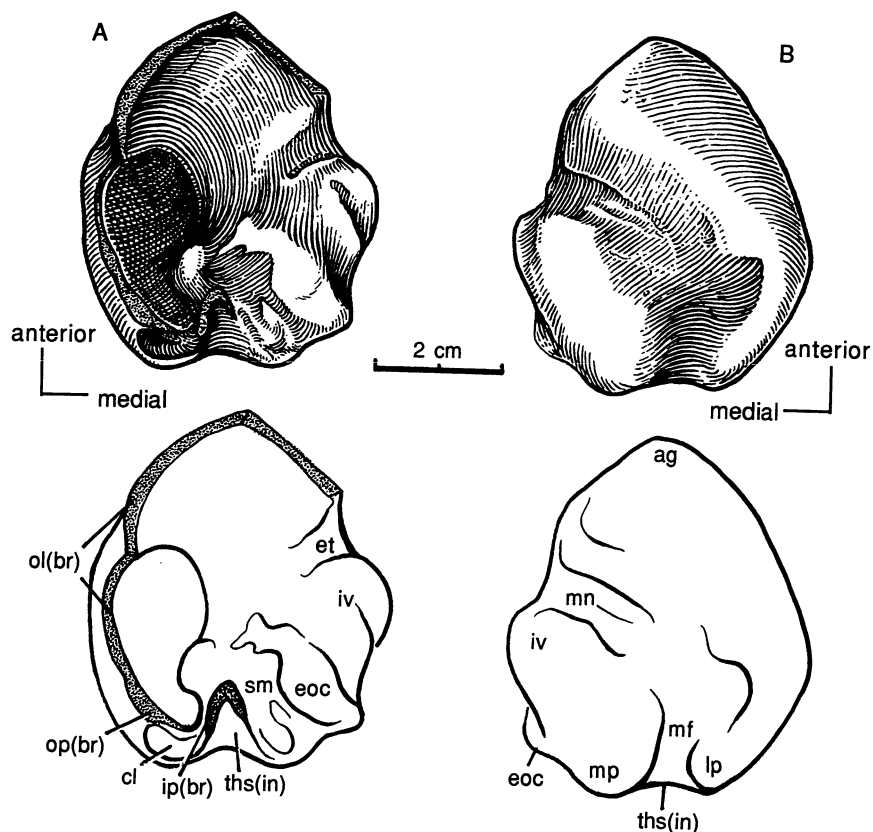 A
B
anterior
medial
2 cm
anterior
medial
ol(br)
et
iv
sm
eoc
op(br)
cl
ip(br)
ths(in)
ag
mn
iv
mf
lp
eoc
mp
ths(in)